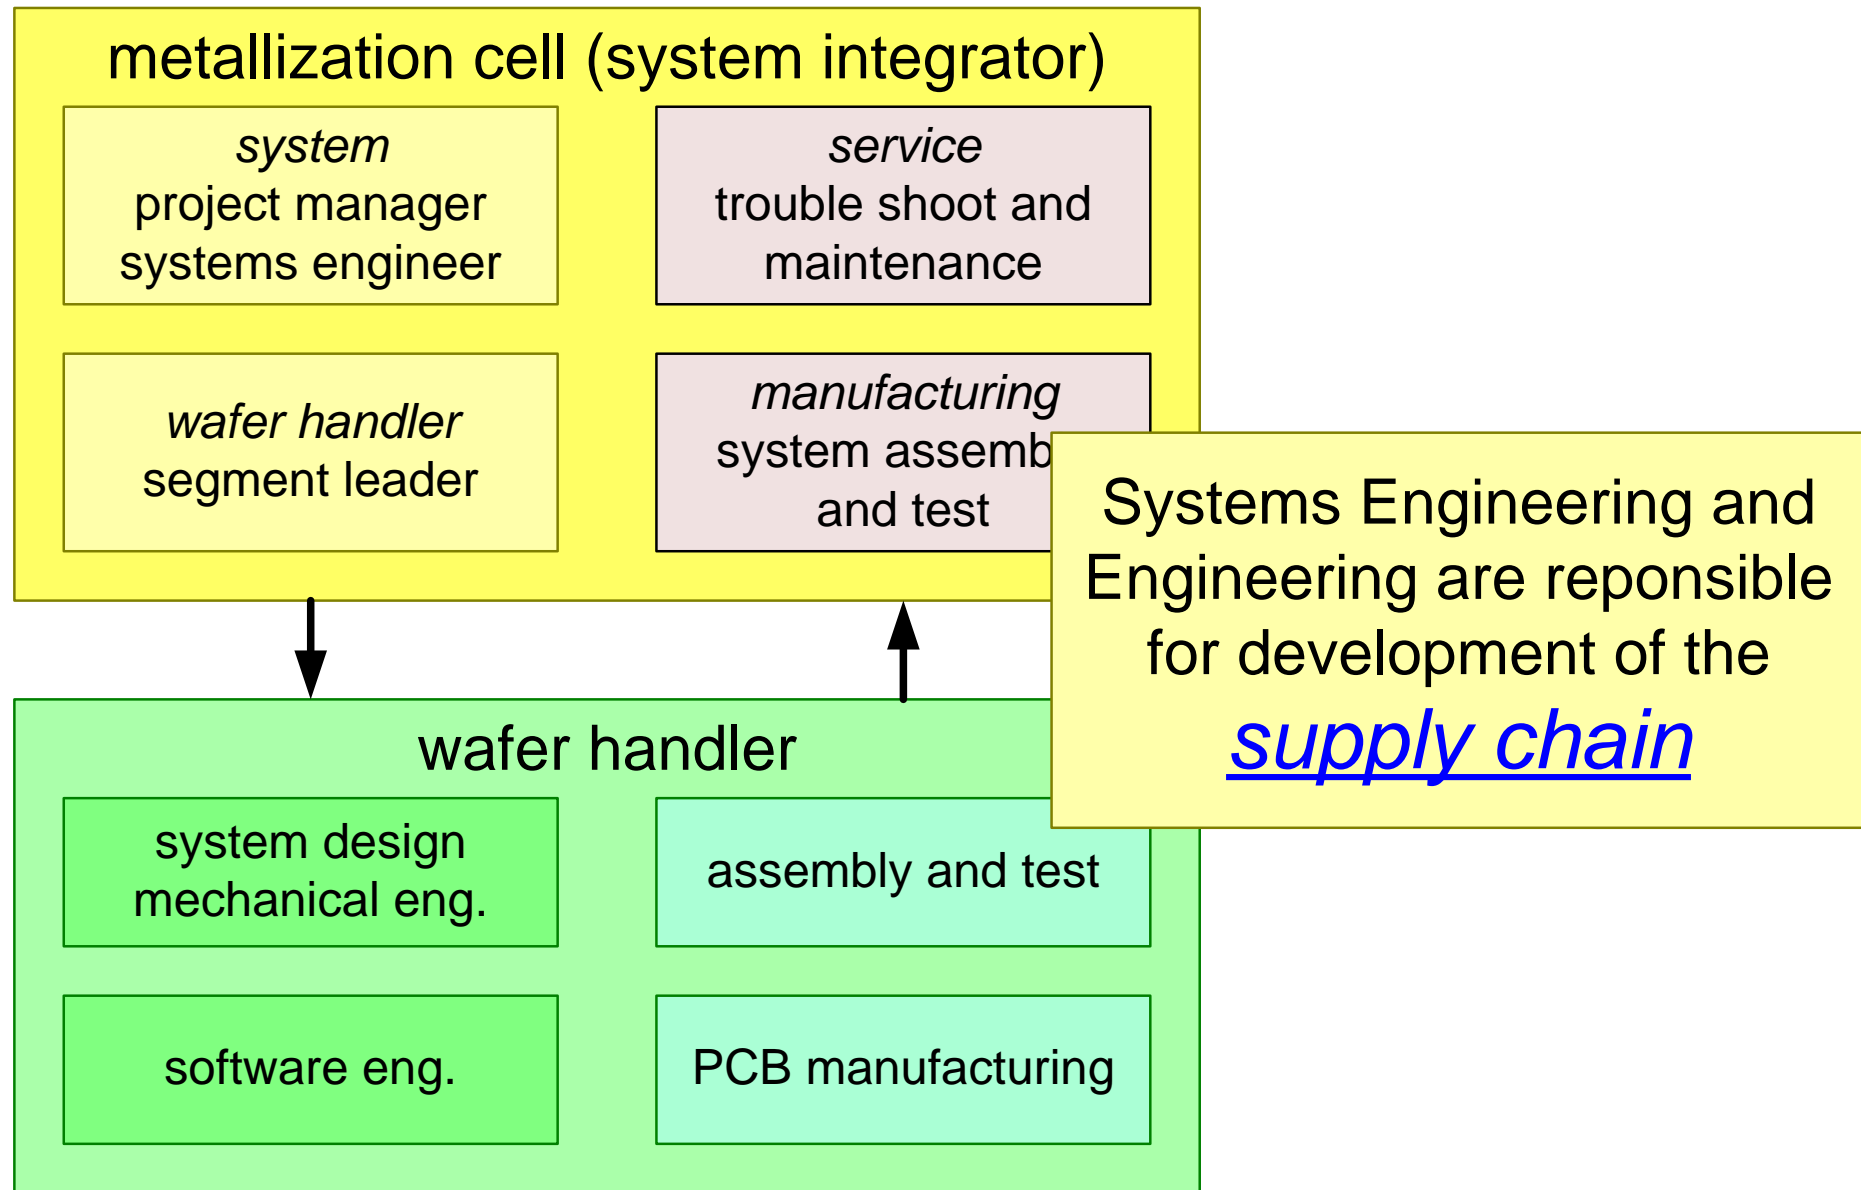 metallization cell (system integrator)
system
project manager
systems engineer
service
trouble shoot and
maintenance
wafer handler
segment leader
manufacturing
system assemb
and test
Systems Engineering and
Engineering are reponsible
for development of the
supply chain
wafer handler
system design
mechanical eng.
assembly and test
software eng.
PCB manufacturing